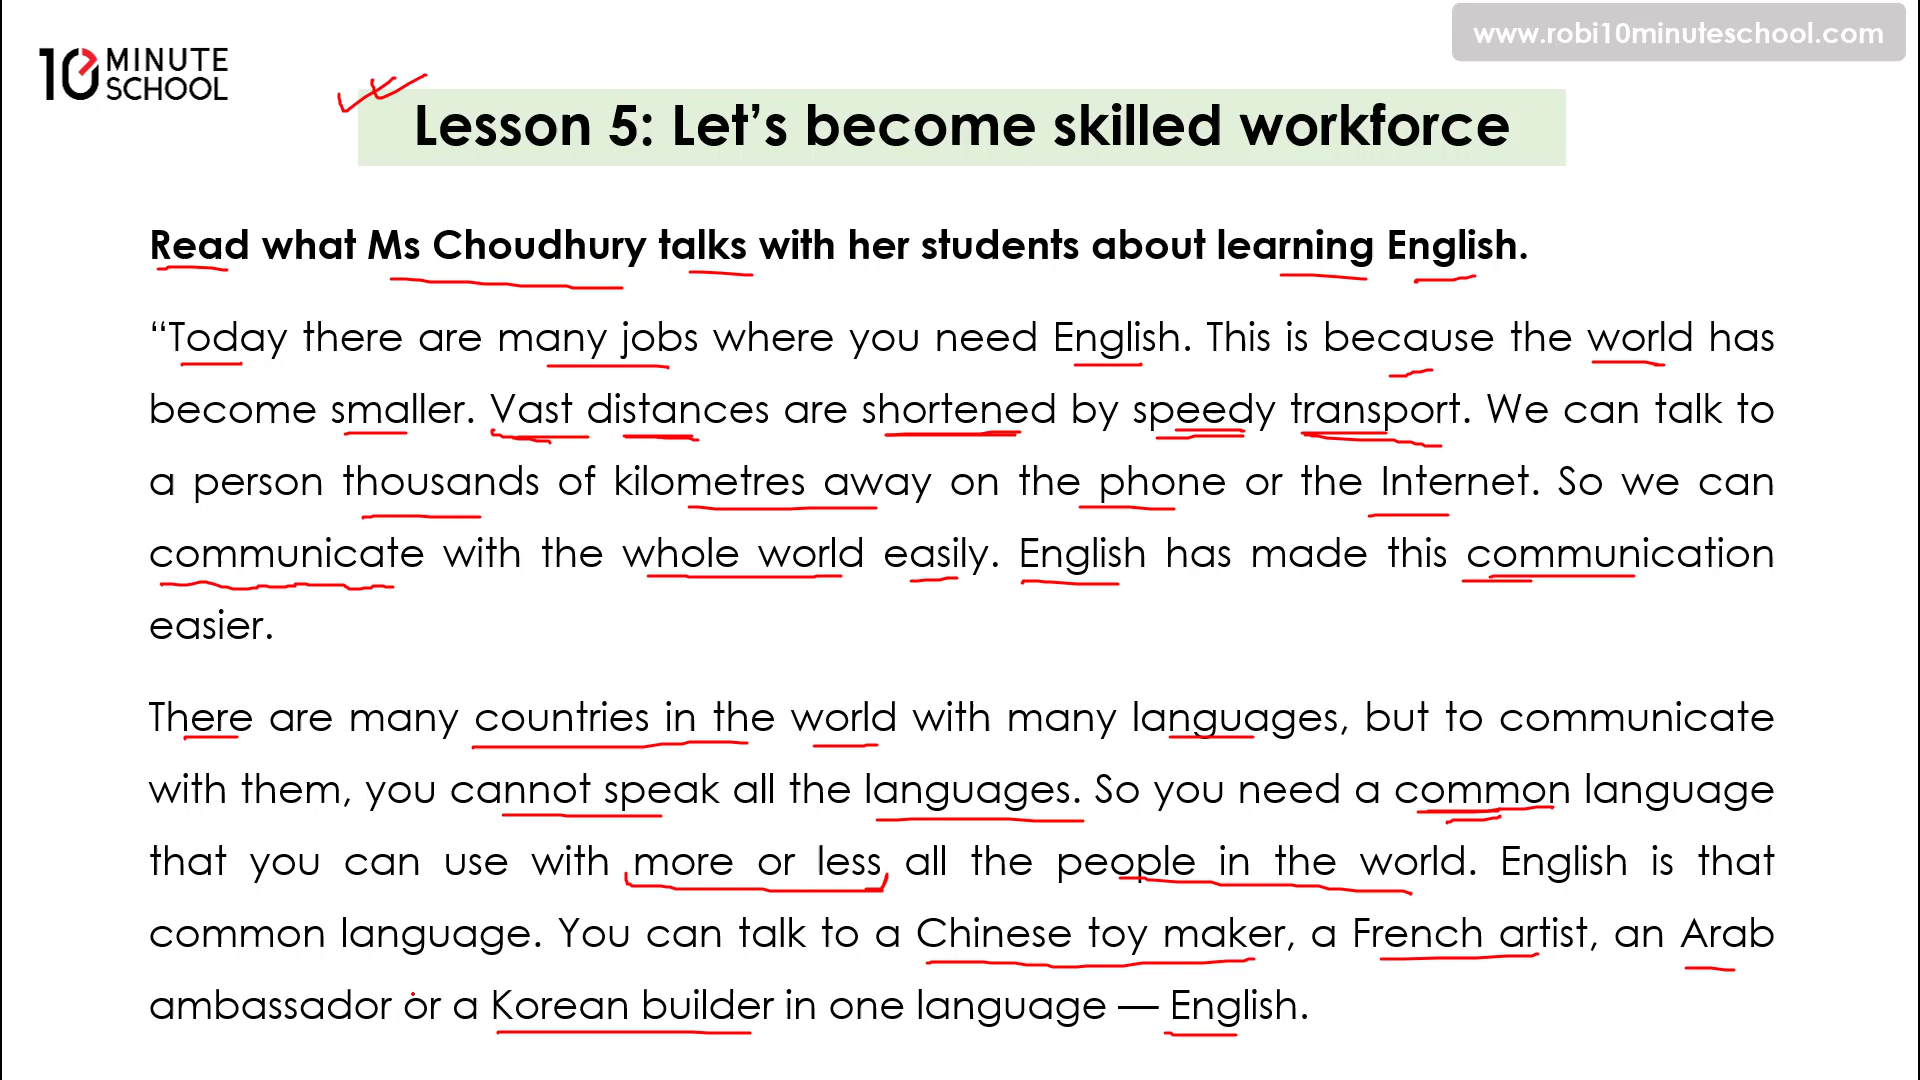 www.robi10minuteschool.com
10 MINUTE
SCHOOL
Lesson 5: Let’s become skilled workforce
Read what Ms Choudhury talks with her students about learning English.
“Today there are many jobs where you need English. This is because the world has
become smaller. Vast distances are shortened by speedy transport. We can talk to
a person thousands of kilometres away on the phone or the Internet. So we can
communicate with the whole world easily. English has made this communication
easier.
There are many countries in the world with many languages, but to communicate
with them, you cannot speak all the languages. So you need a common language
that you can use with more or less all the people in the world. English is that
common language. You can talk to a Chinese toy maker, a French artist, an Arab
ambassador or a Korean builder in one language — English.